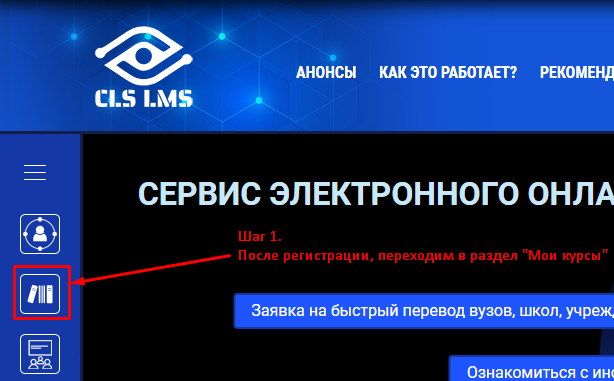 CLS LMS
АНОНСЫ КАК ЭТО РАБОТАЕТ? РЕКОМЕНД
СЕРВИС ЭЛЕКТРОННОГО ОНЛА
Шаг 1.
После регистрации, переходим в раздел "Мои курсы"
Заявка на быстрый перевод вузов, школ, учреж
Ознакомиться с инс